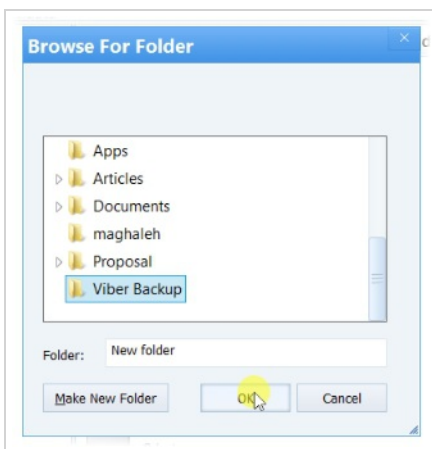 Browse For Folder
Apps
Articles
Documents
maghaleh
Proposal
Viber Backup
Folder: New folder
Make New Folder OK Cancel